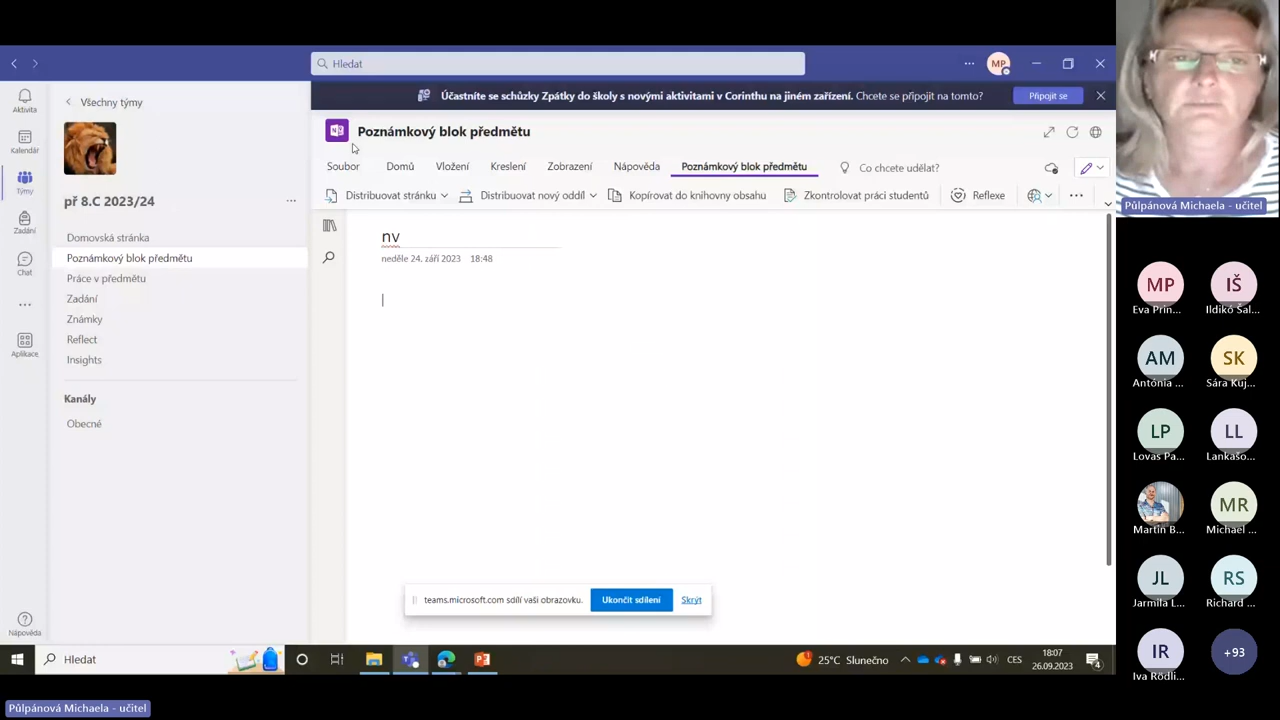 Hledat
MP
Účastníte se schůzky Zpátky do školy s novými aktivitami v Corinthu na jiném zařízení. Chcete se připojit na tomto?
Připojit se
Aktivita
Kalendář
Týmy
Zadání
Chat
Aplikace
Nápověda
Všechny týmy
př 8.C 2023/24
Domovská stránka
Poznámkový blok předmětu
Práce v předmětu
Zadání
Známky
Reflect
Insights
Kanály
Obecné
Poznámkový blok předmětu
Soubor Domů Vložení Kreslení Zobrazení Nápověda Poznámkový blok předmětu Co chcete udělat?
Distribuovat stránku Distribuovat nový oddíl Kopírovat do knihovny obsahu Zkontrolovat práci studentů Reflexe
nv
neděle 24. září 2023 18:48
teams.microsoft.com sdílí vaši obrazovku. Ukončit sdílení Skrýt
Hledat
25°C Slunečno
CES
18:07
26.09.2023
4
Půlpánová Michaela - učitel
MP IŠ
Eva Prin... Ildikó Šal...
AM SK
Antónia ... Sára Kuj...
LP LL
Lovas Pa... Lankašo...
MR
Martin B... Michael ...
JL RS
Jarmila L... Richard ...
IR +93
Iva Rödli...
Půlpánová Michaela - učitel